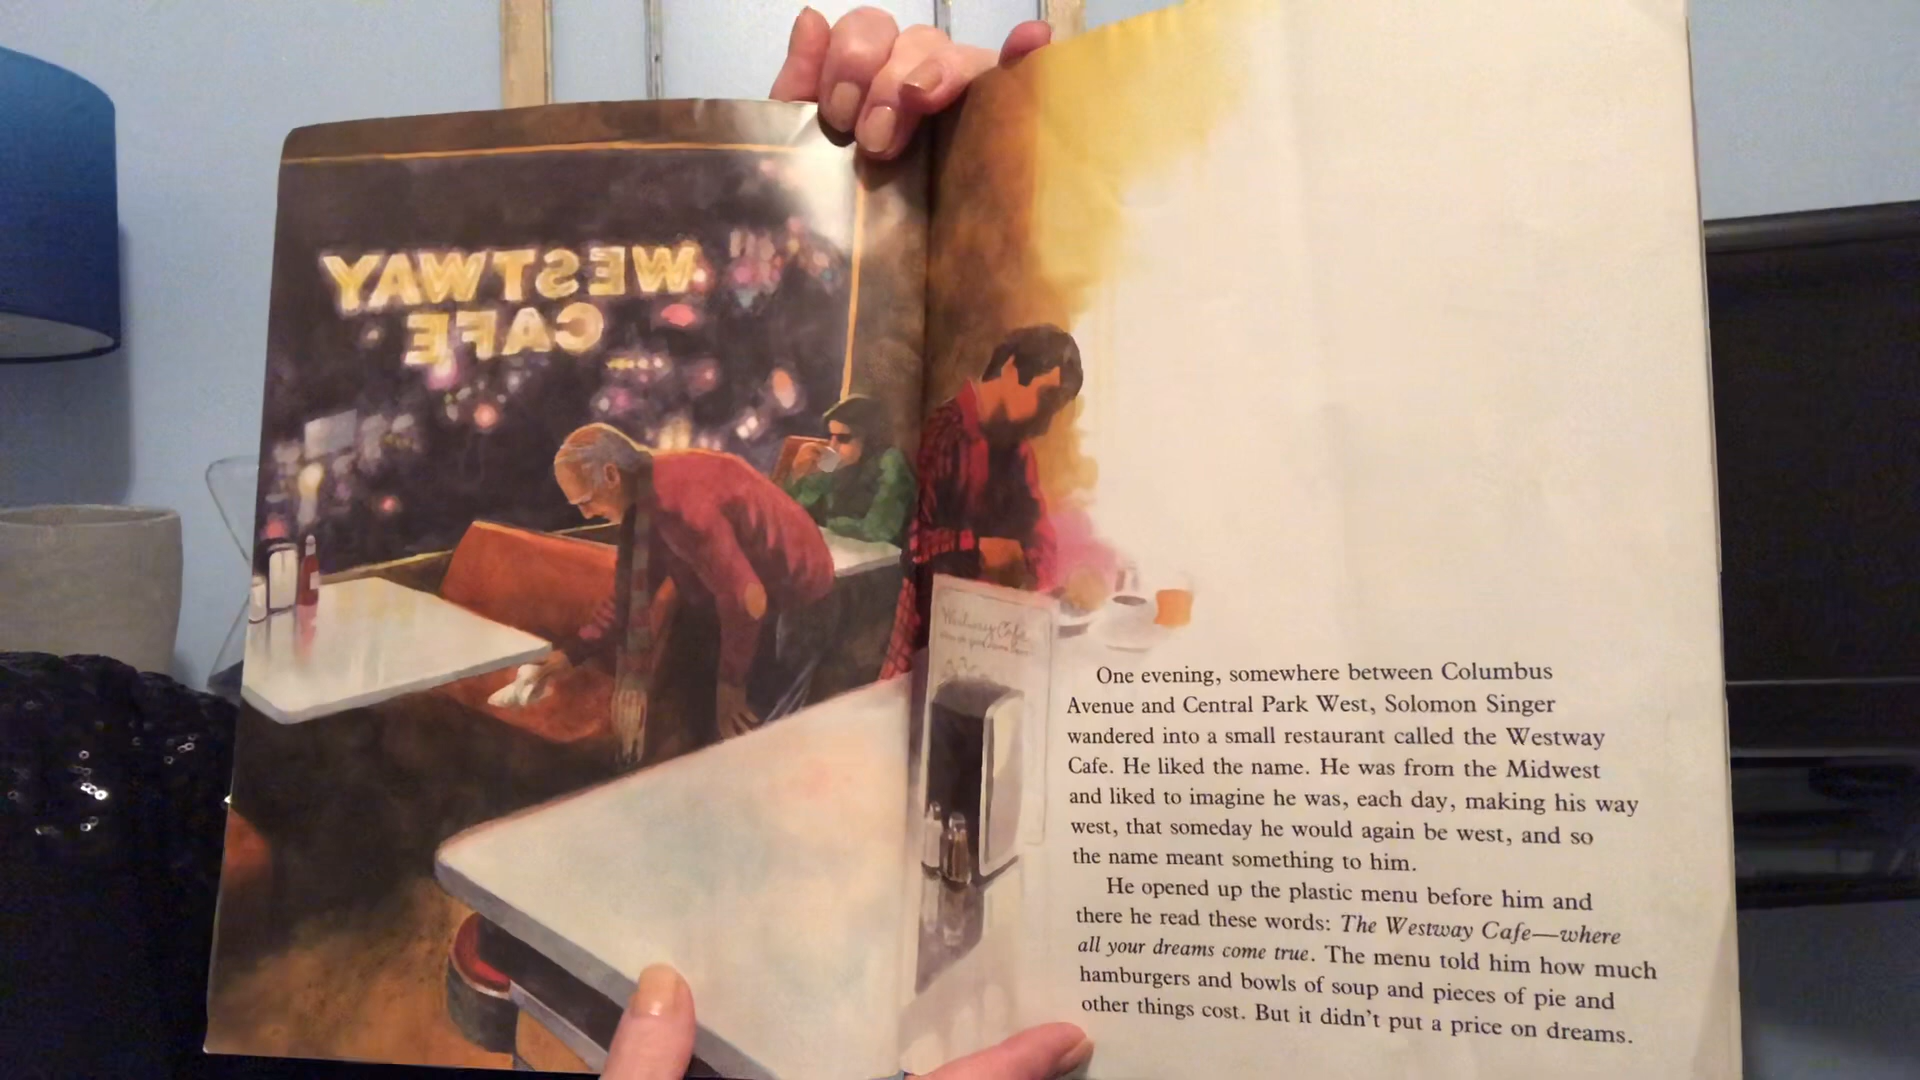 WESTWAY
CAFE
Westway Cafe
One evening, somewhere between Columbus
Avenue and Central Park West, Solomon Singer
wandered into a small restaurant called the Westway
Cafe. He liked the name. He was from the Midwest
and liked to imagine he was, each day, making his way
west, that someday he would again be west, and so
the name meant something to him.
He opened up the plastic menu before him and
there he read these words: The Westway Cafe—where
all your dreams come true. The menu told him how much
hamburgers and bowls of soup and pieces of pie and
other things cost. But it didn't put a price on dreams.